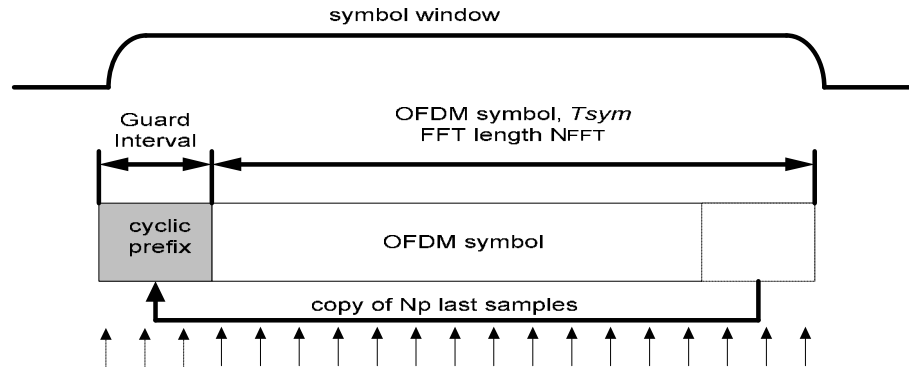 symbol window
Guard
Interval
OFDM symbol, Tsym
FFT length NFFT
cyclic
prefix
OFDM symbol
copy of Np last samples